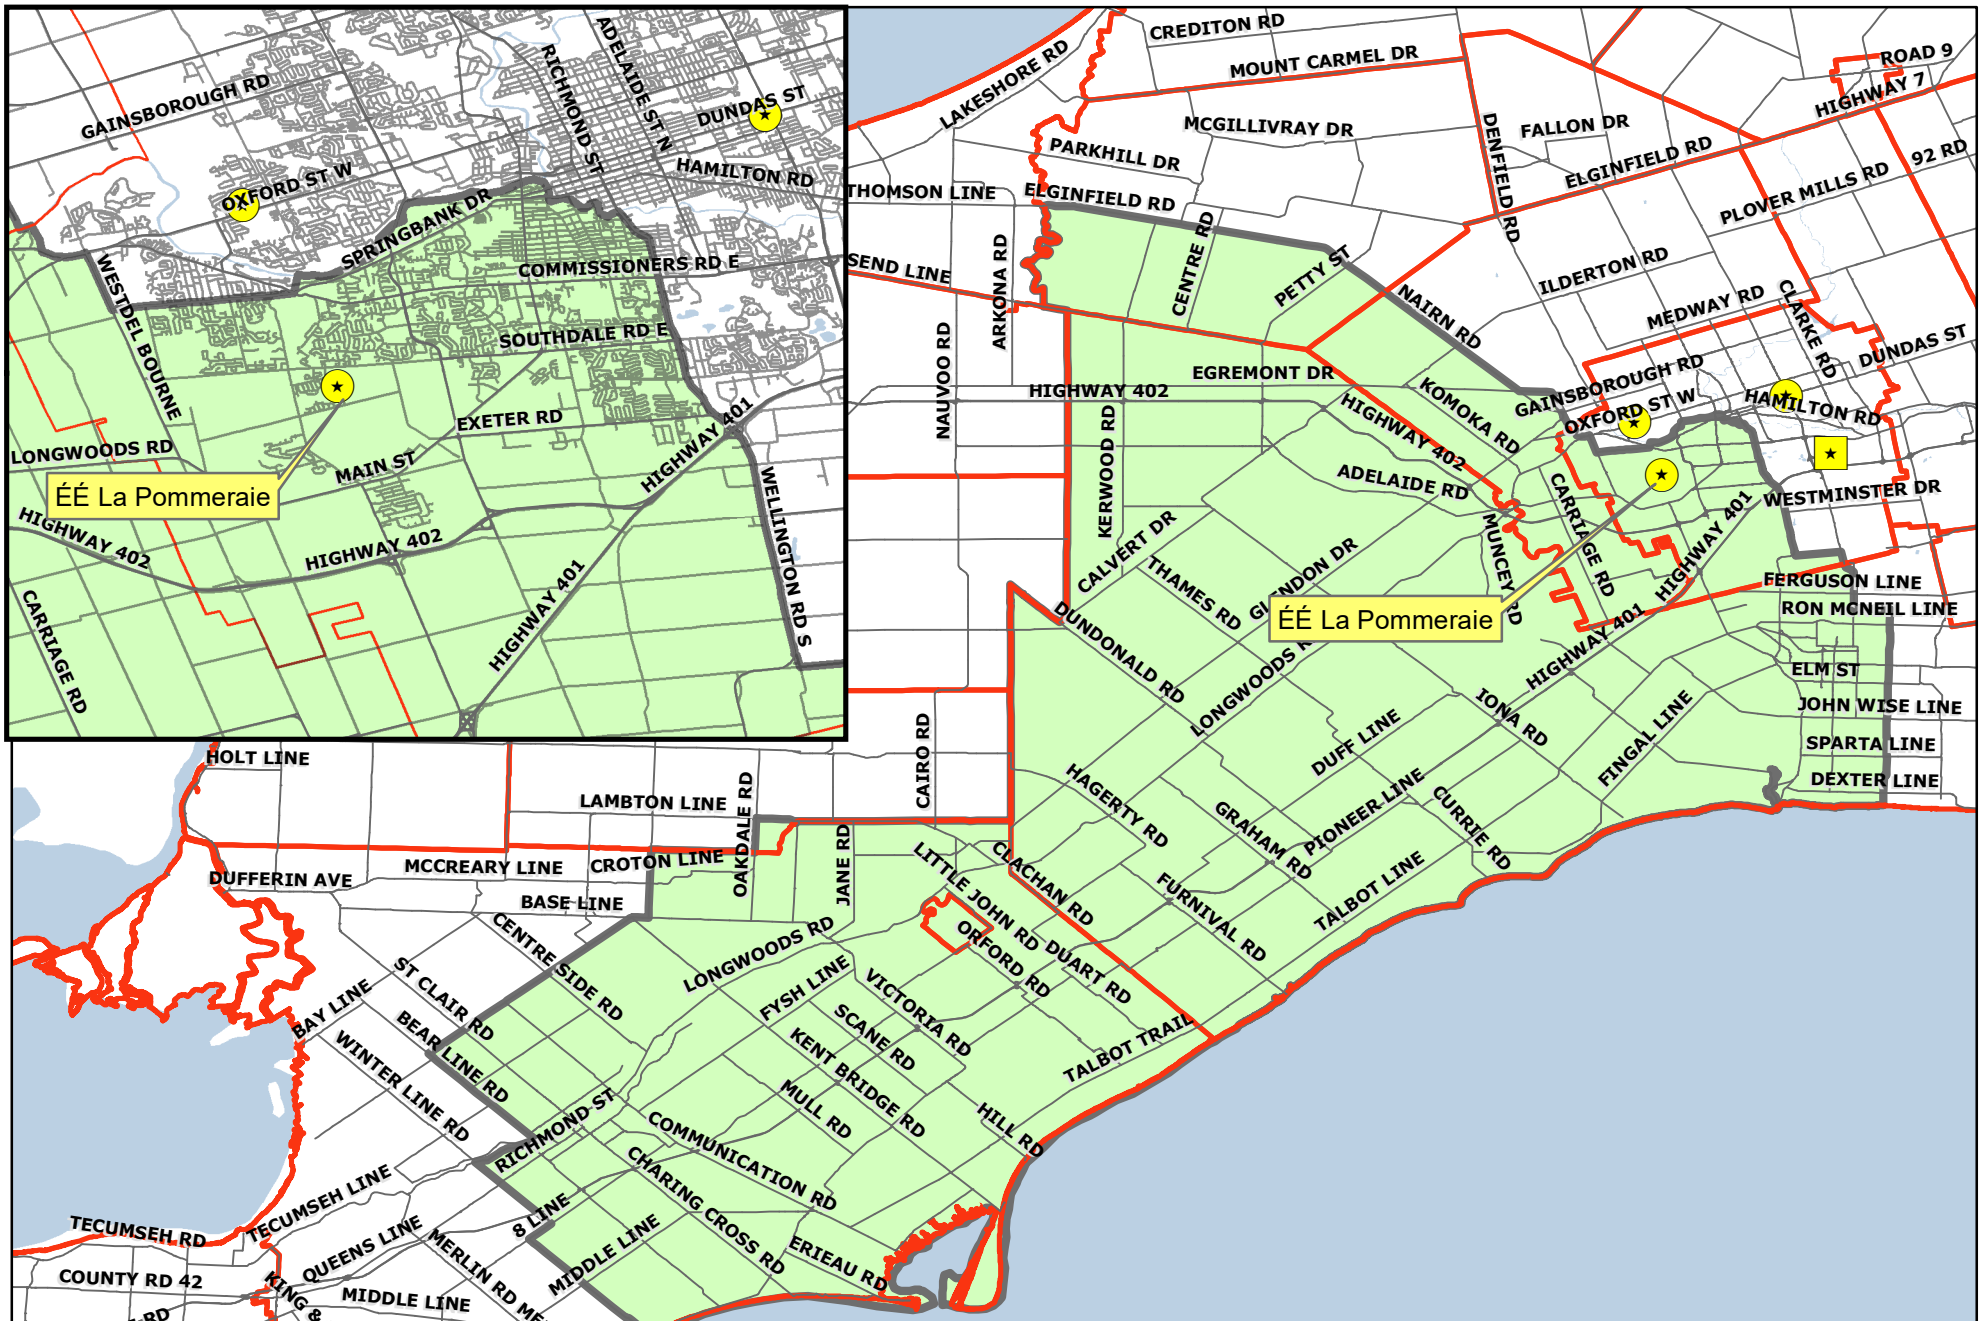 GAINSBOROUGH RD
OXFORD ST W
RICHMOND ST
ADELAIDE ST N
DUNDAS ST
HAMILTON RD
SPRINGBANK DR
COMMISSIONERS RD E
WESTDEL BOURNE
SOUTHDALE RD E
EXETER RD
HIGHWAY 401
LONGWOODS RD
MAIN ST
ÉÉ La Pommeraie
HIGHWAY 402
HIGHWAY 402
HIGHWAY 401
WELLINGTON RD S
CARRIAGE RD
LAKESHORE RD
CREDITON RD
MOUNT CARMEL DR
ROAD 9
HIGHWAY 7
MCGILLIVRAY DR
PARKHILL DR
DENFIELD RD
FALLON DR
ELGINFIELD RD
92 RD
THOMSON LINE
ELGINFIELD RD
PLOVER MILLS RD
CENTRE RD
PETTY ST
SEND LINE
ARKONA RD
NAIRN RD
ILDERTON RD
MEDWAY RD
CLARKE RD
DUNDAS ST
NAUVOO RD
EGREMONT DR
HIGHWAY 402
KERWOOD RD
KOMOKA RD
GAINSBOROUGH RD
OXFORD ST W
HAMILTON RD
HIGHWAY 402
ADELAIDE RD
CARRIAGE RD
WESTMINSTER DR
HIGHWAY 401
MUNCEY RD
CALVERT DR
THAMES RD
GLENDON DR
FERGUSON LINE
RON MCNEIL LINE
ÉÉ La Pommeraie
DUNDONALD RD
LONGWOODS R
HIGHWAY 401
ELM ST
IONA RD
JOHN WISE LINE
FINGAL LINE
SPARTA LINE
DEXTER LINE
DUFF LINE
PIONEER LINE
CURRIE RD
HAGERTY RD
GRAHAM RD
TALBOT LINE
FURNIVAL RD
CAIRO RD
HOLT LINE
LAMBTON LINE
OAKDALE RD
JANE RD
MCCREARY LINE
CROTON LINE
DUFFERIN AVE
BASE LINE
LITTLE JOHN RD
CLACHAN RD
ORFORD RD
DUART RD
CENTRE SIDE RD
LONGWOODS RD
FYSH LINE
VICTORIA RD
SCANE RD
KENT BRIDGE RD
MULL RD
TALBOT TRAIL
HILL RD
ST CLAIR RD
BAY LINE
BEAR LINE RD
WINTER LINE RD
RICHMOND ST
COMMUNICATION RD
CHARING CROSS RD
ERIEAU RD
TECUMSEH LINE
TECUMSEH RD
8 LINE
MIDDLE LINE
QUEENS LINE
MERLIN RD
COUNTY RD 42
KING &
MIDDLE LINE
RD